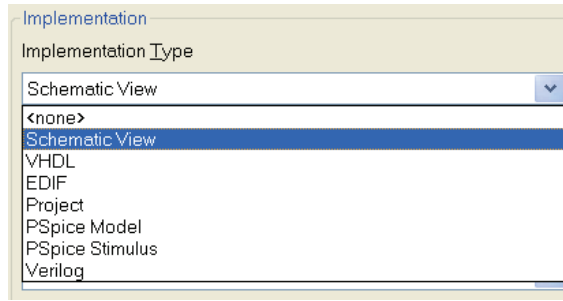 Implementation
Implementation Type
Schematic View
<none>
Schematic View
VHDL
EDIF
Project
PSpice Model
PSpice Stimulus
Verilog